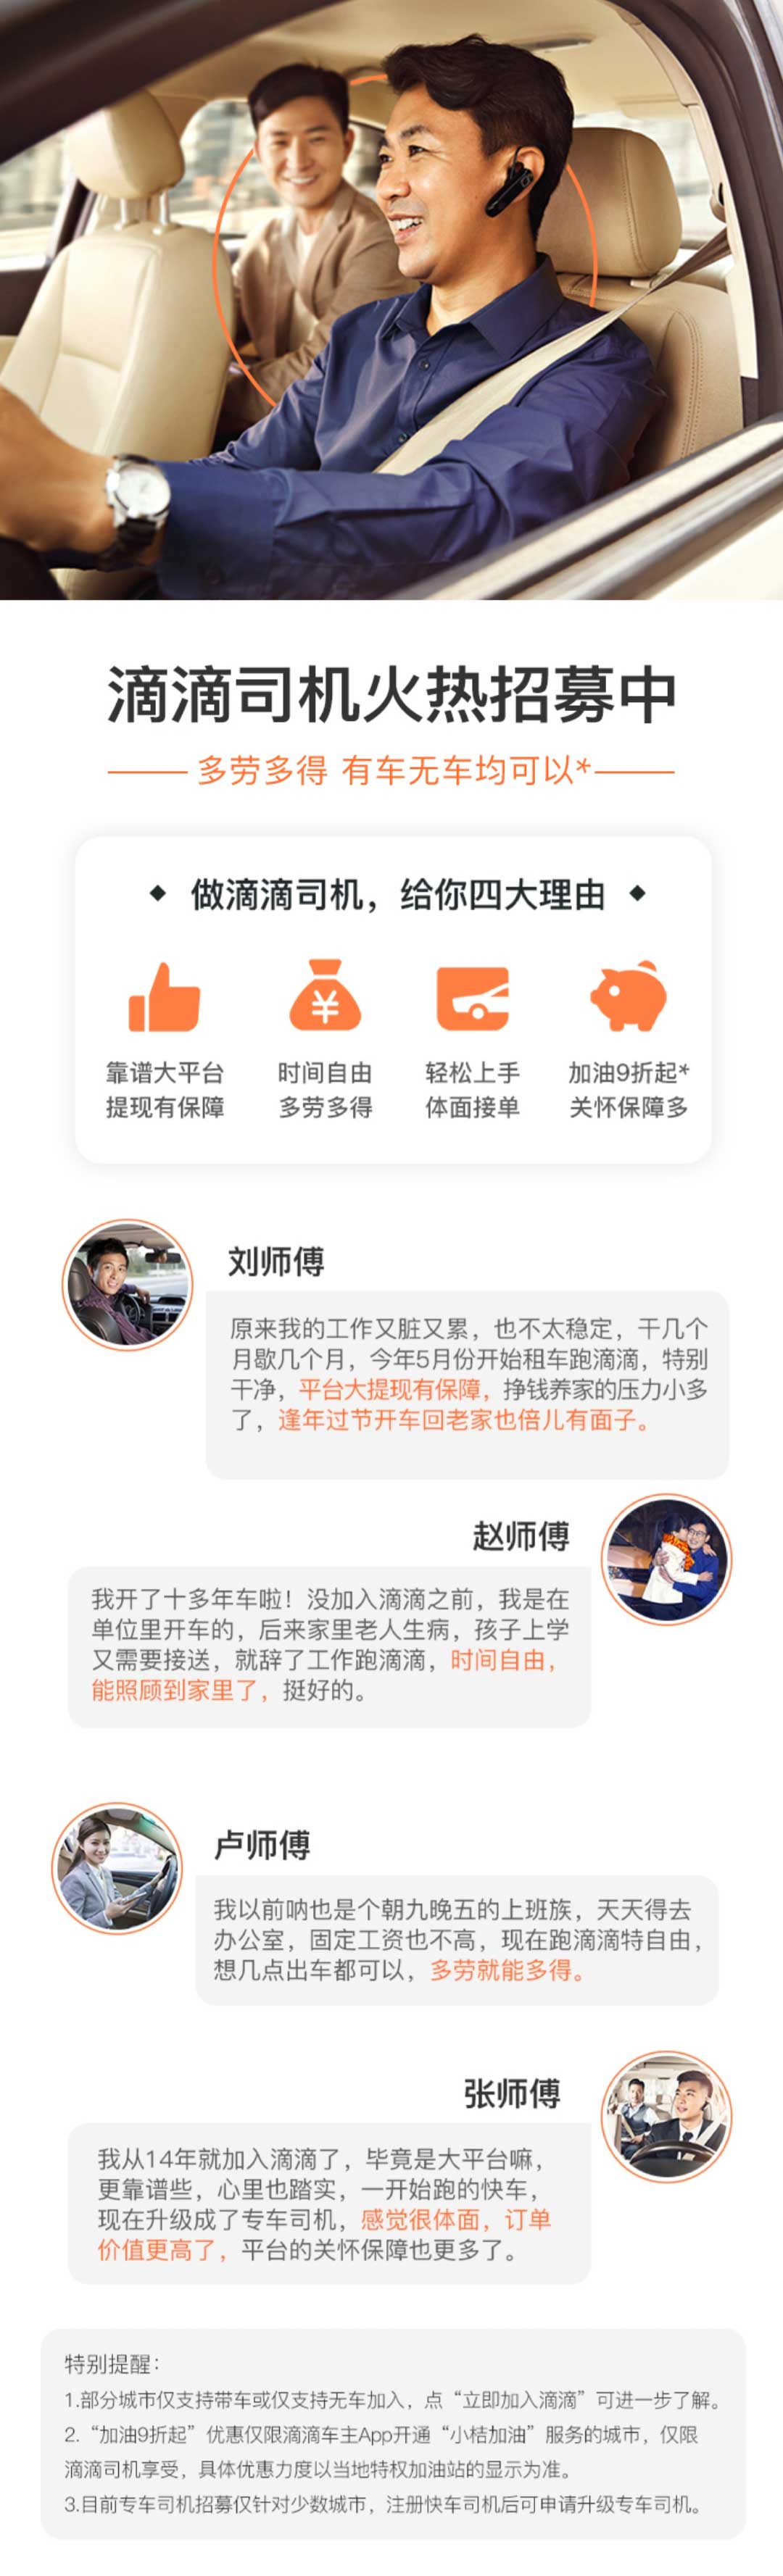 滴滴司机火热招募中
多劳多得 有车无车均可以*
做滴滴司机，给你四大理由
靠谱大平台
提现有保障
时间自由
多劳多得
轻松上手
体面接单
加油9折起*
关怀保障多
刘师傅
原来我的工作又脏又累，也不太稳定，干几个
月歇几个月，今年5月份开始租车跑滴滴，特别
干净，平台大提现有保障，挣钱养家的压力小多
了，逢年过节开车回老家也倍儿有面子。
赵师傅
我开了十多年车啦！没加入滴滴之前，我是在
单位里开车的，后来家里老人生病，孩子上学
又需要接送，就辞了工作跑滴滴，时间自由，
能照顾到家里了，挺好的。
卢师傅
我以前呐也是个朝九晚五的上班族，天天得去
办公室，固定工资也不高，现在跑滴滴特自由，
想几点出车都可以，多劳就能多得。
张师傅
我从14年就加入滴滴了，毕竟是大平台嘛，
更靠谱些，心里也踏实，一开始跑的快车，
现在升级成了专车司机，感觉很体面，订单
价值更高了，平台的关怀保障也更多了。
特别提醒：
1.部分城市仅支持带车或仅支持无车加入，点“立即加入滴滴”可进一步了解。
2.“加油9折起”优惠仅限滴滴车主App开通“小桔加油”服务的城市，仅限
滴滴司机享受，具体优惠力度以当地特权加油站的显示为准。
3.目前专车司机招募仅针对少数城市，注册快车司机后可申请升级专车司机。